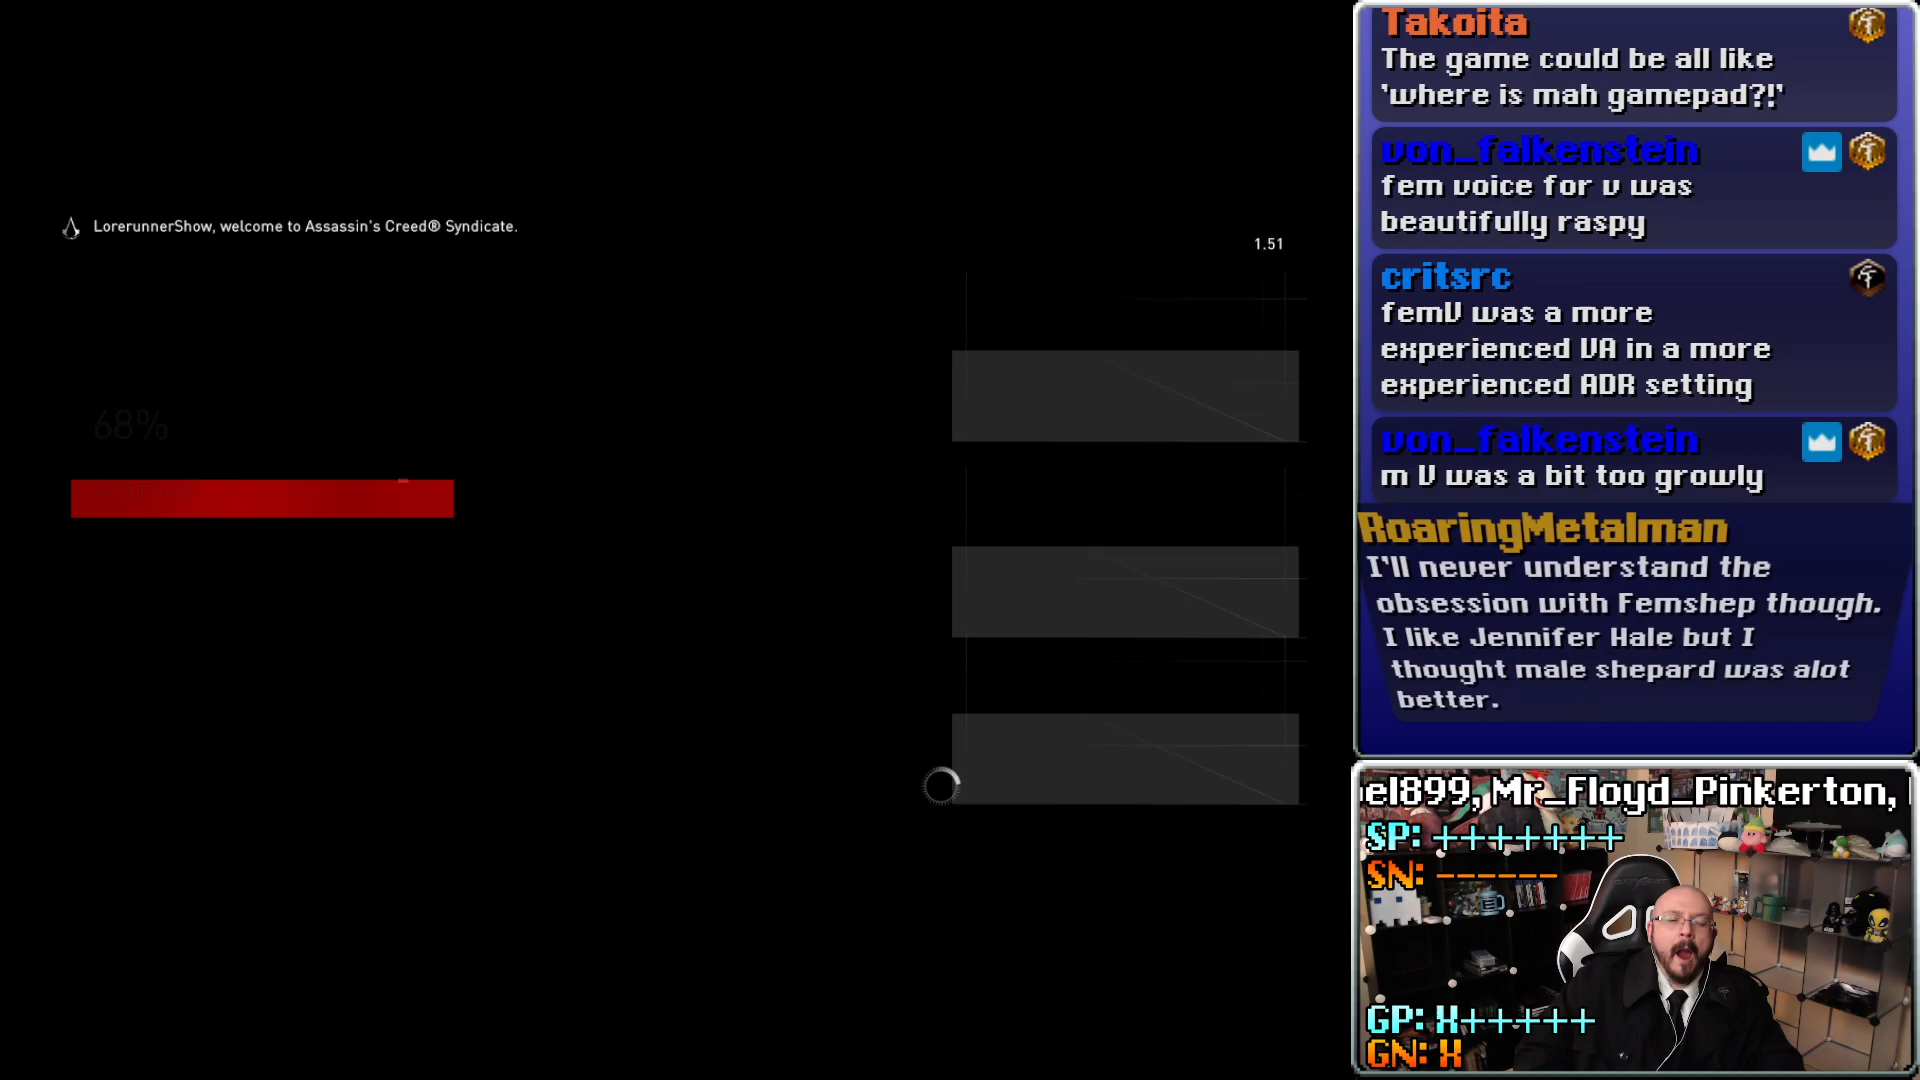 LorerunnerShow, welcome to Assassin's Creed® Syndicate.
1.51
68%
Takoita
The game could be all like
'where is mah gamepad?!'
von_falkenstein
fem voice for v was
beautifully raspy
critsrc
femV was a more
experienced VA in a more
experienced ADR setting
von_falkenstein
m V was a bit too growly
RoaringMetalman
I'll never understand the
obsession with Femshep though.
I like Jennifer Hale but I
thought male shepard was alot
better.
el899, Mr_Floyd_Pinkerton,
SP: +++++++
SN: ------
GP: X+++++
GN: X